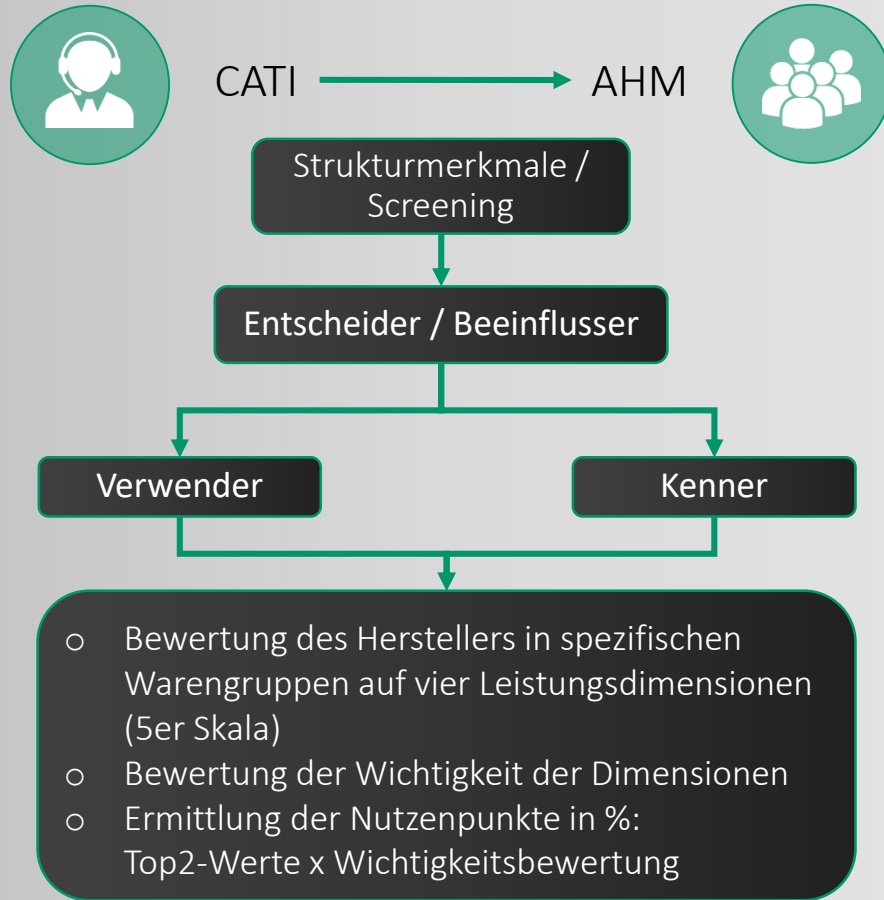 CATI AHM
Strukturmerkmale /
Screening
Entscheider / Beeinflusser
Verwender
Kenner
o Bewertung des Herstellers in spezifischen
Warengruppen auf vier Leistungsdimensionen
(5er Skala)
o Bewertung der Wichtigkeit der Dimensionen
o Ermittlung der Nutzenpunkte in %:
Top2-Werte x Wichtigkeitsbewertung